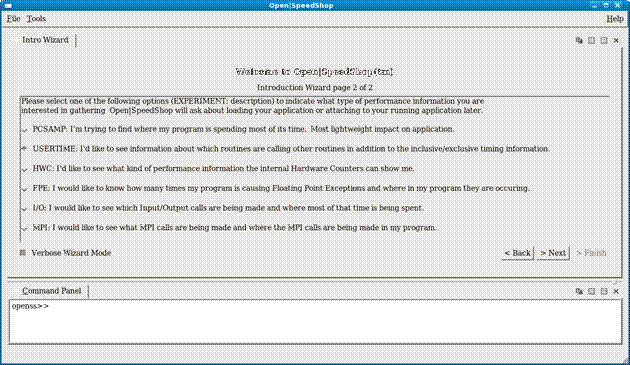 Open|SpeedShop
File Tools Help
Intro Wizard
Welcome to Open|SpeedShop(tm)
Introduction Wizard page 2 of 2
Please select one of the following options (EXPERIMENT: description) to indicate what type of performance information you are
interested in gathering Open|SpeedShop will ask about loading your application or attaching to your running application later.
PCSAMP: I'm trying to find where my program is spending most of its time. Most lightweight impact on application.
USERTIME: I'd like to see information about which routines are calling other routines in addition to the inclusive/exclusive timing information.
HWC: I'd like to see what kind of performance information the internal Hardware Counters can show me.
FPE: I would like to know how many times my program is causing Floating Point Exceptions and where in my program they are occuring.
I/O: I would like to see which Input/Output calls are being made and where most of that time is being spent.
MPI: I would like to see what MPI calls are being made and where the MPI calls are being made in my program.
Verbose Wizard Mode < Back > Next > Finish
Command Panel
openss>>